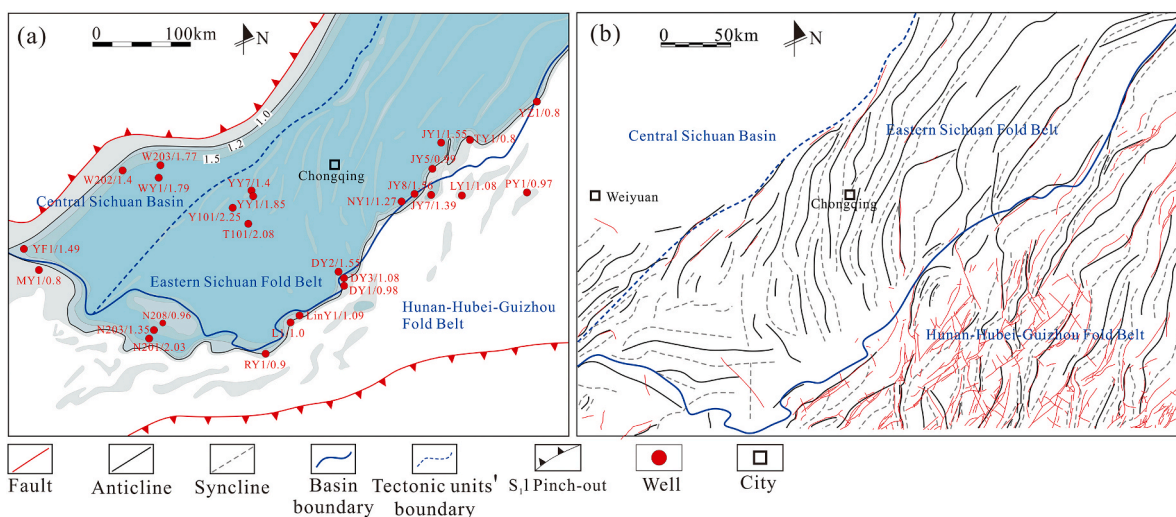 (a)
0 100km
N
1.0
1.2
1.5
YZ1/0.8
JY1/1.55
TY1/0.8
W203/1.77
W202/1.4
WY1/1.79
JY5/0.99
Chongqing
YY7/1.4
YY1/1.85
JY8/1.56
LY1/1.08
PY1/0.97
NY1/1.27
JY7/1.39
Central Sichuan Basin
Y101/2.25
T101/2.08
YF1/1.49
MY1/0.8
DY2/1.55
DY3/1.08
DY1/0.98
Eastern Sichuan Fold Belt
Hunan-Hubei-Guizhou
Fold Belt
N208/0.96
N203/1.35
LinY1/1.09
N201/2.03
RY1/0.9
(b)
0 50km
N
Central Sichuan Basin
Eastern Sichuan Fold Belt
Weiyuan
Chongqing
Hunan-Hubei-Guizhou Fold Belt
Fault
Anticline
Syncline
Basin
boundary
Tectonic units'
boundary
S₁l Pinch-out
Well
City